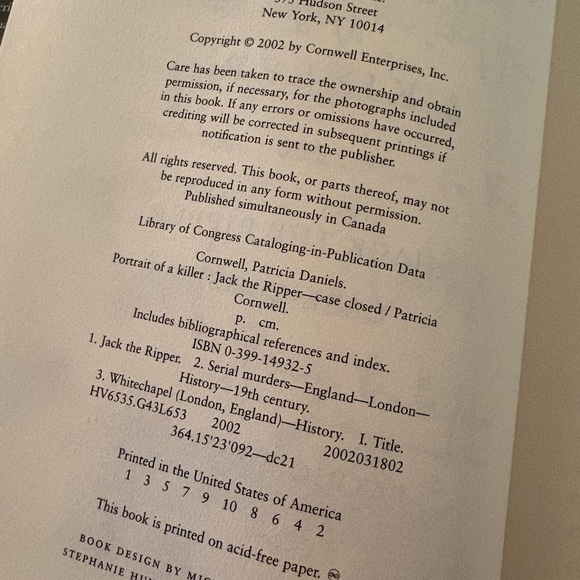 Hudson Street
New York, NY 10014
Copyright © 2002 by Cornwell Enterprises, Inc.
Care has been taken to trace the ownership and obtain
permission, if necessary, for the photographs included
in this book. If any errors or omissions have occurred,
crediting will be corrected in subsequent printings if
notification is sent to the publisher.
All rights reserved. This book, or parts thereof, may not
be reproduced in any form without permission.
Published simultaneously in Canada
Library of Congress Cataloging-in-Publication Data
Cornwell, Patricia Daniels.
Portrait of a killer : Jack the Ripper—case closed / Patricia
Cornwell.
p. cm.
Includes bibliographical references and index.
ISBN 0-399-14932-5
1. Jack the Ripper. 2. Serial murders—England—London—
History—19th century.
3. Whitechapel (London, England)—History. I. Title.
HV6535.G43L653 2002 2002031802
364.15'23'092—dc21
Printed in the United States of America
1 3 5 7 9 10 8 6 4 2
This book is printed on acid-free paper. ♾
BOOK DESIGN BY
STEPHANIE